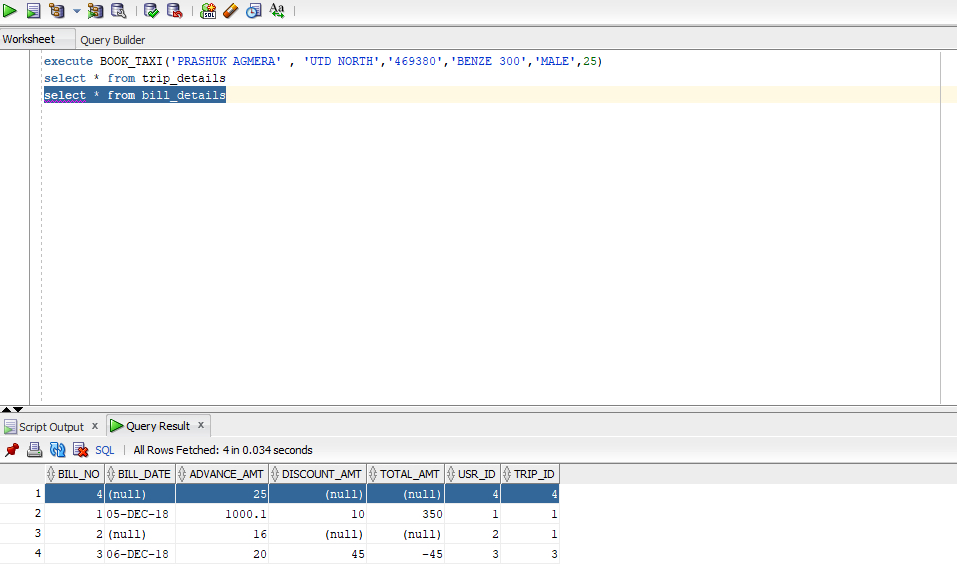 Worksheet Query Builder
execute BOOK_TAXI('PRASHUK AGMERA' , 'UTD NORTH','469380','BENZE 300','MALE',25)
select * from trip_details
select * from bill_details
Script Output x Query Result x
SQL All Rows Fetched: 4 in 0.034 seconds
BILL_NO BILL_DATE ADVANCE_AMT DISCOUNT_AMT TOTAL_AMT USR_ID TRIP_ID
1 4 (null) 25 (null) (null) 4 4
2 1 05-DEC-18 1000.1 10 350 1 1
3 2 (null) 16 (null) (null) 2 1
4 3 06-DEC-18 20 45 -45 3 3